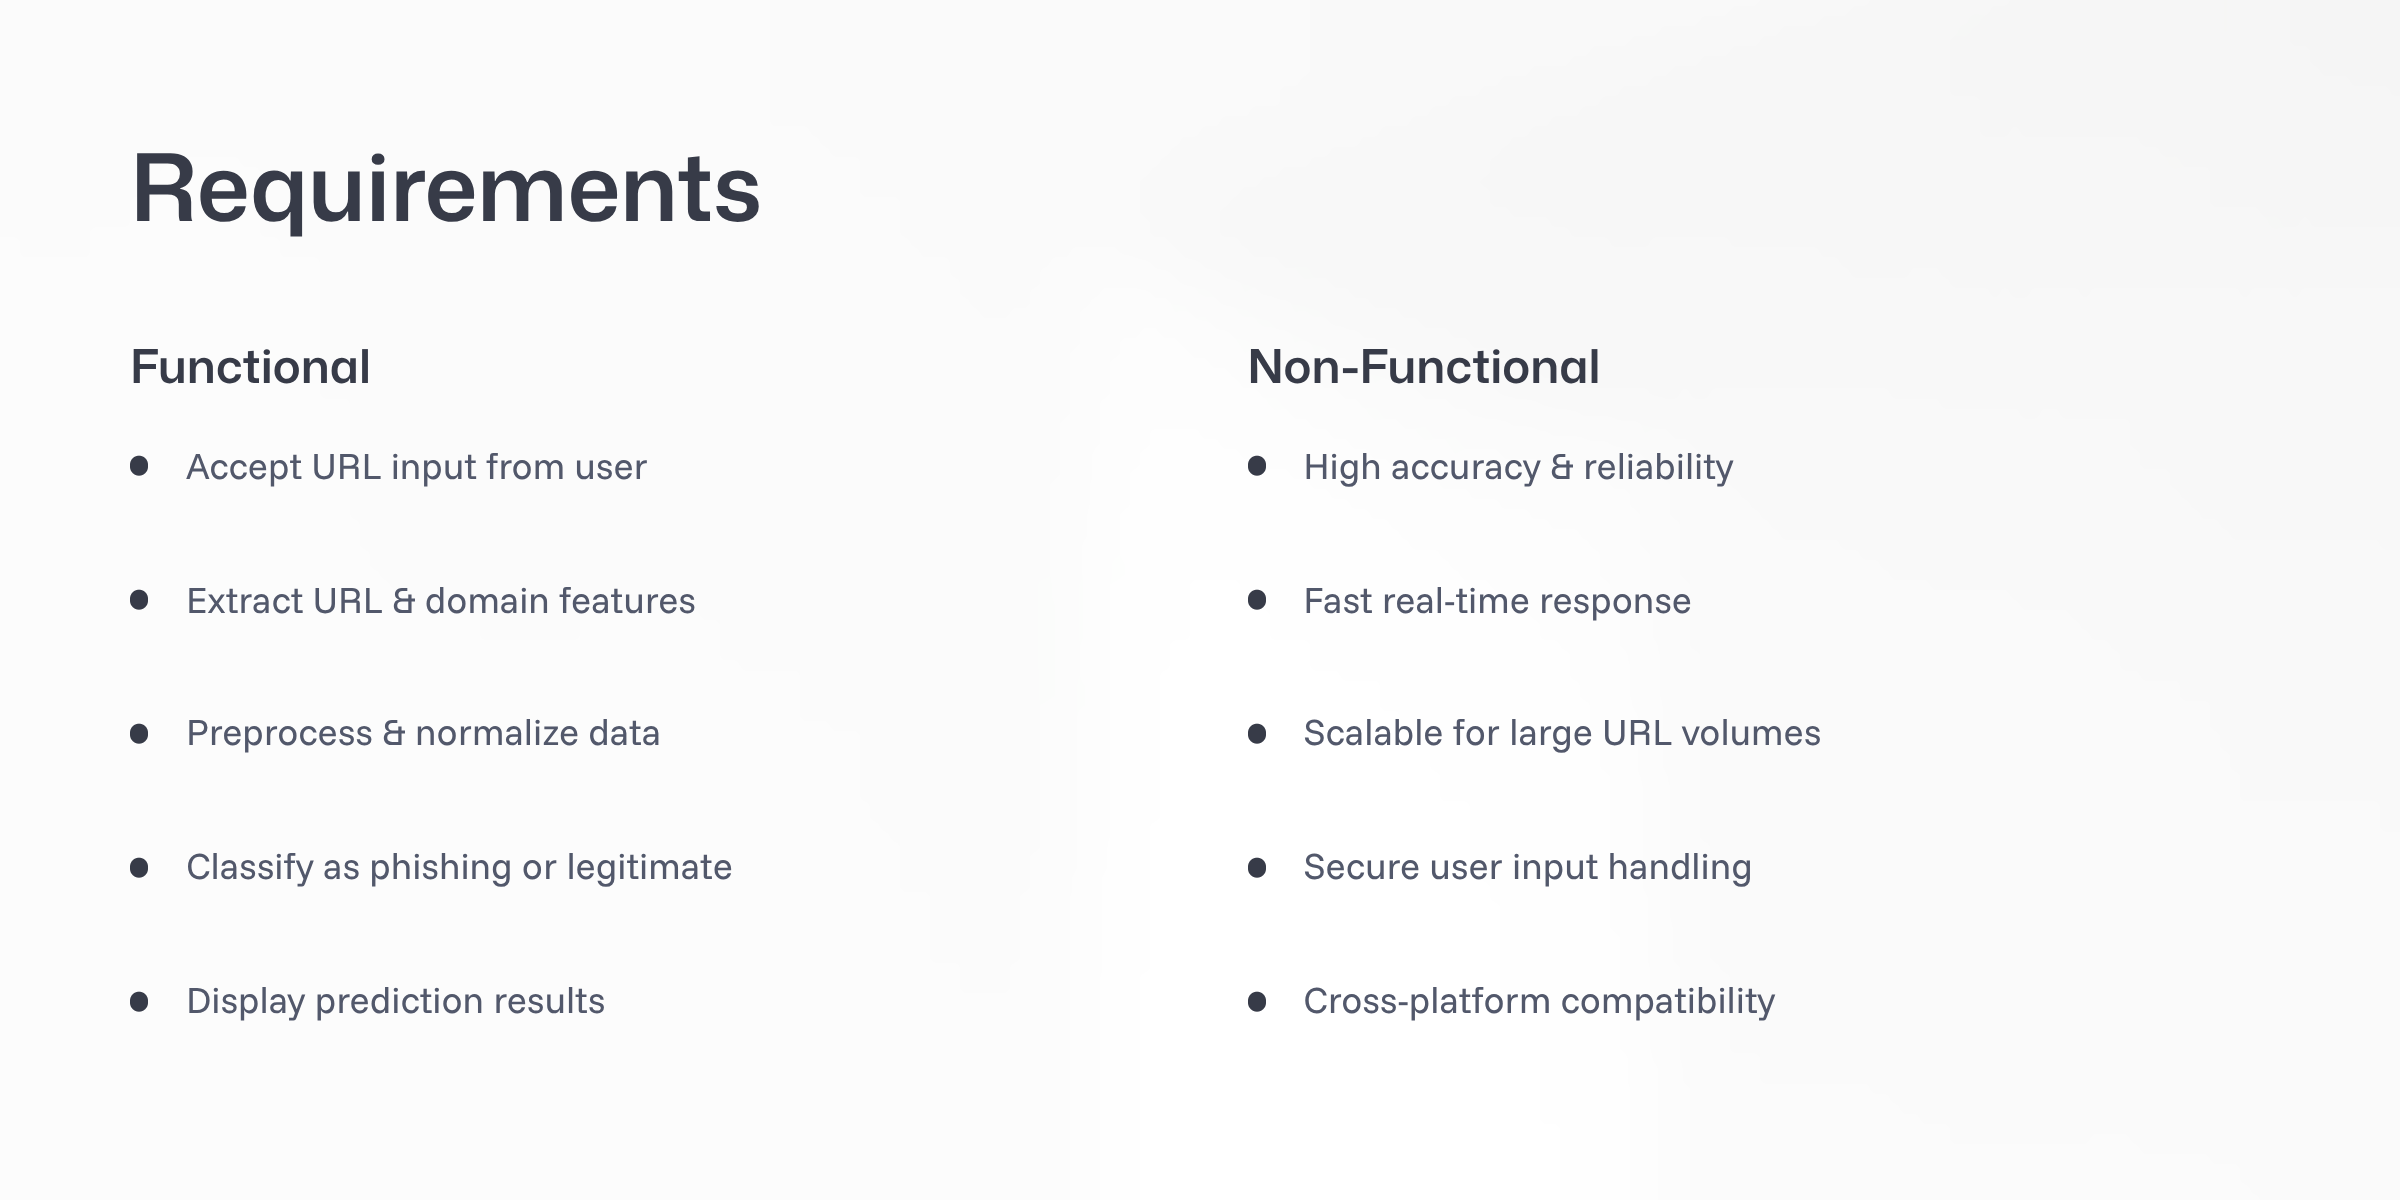 Requirements
Functional
Accept URL input from user
Extract URL & domain features
Preprocess & normalize data
Classify as phishing or legitimate
Display prediction results
Non-Functional
High accuracy & reliability
Fast real-time response
Scalable for large URL volumes
Secure user input handling
Cross-platform compatibility